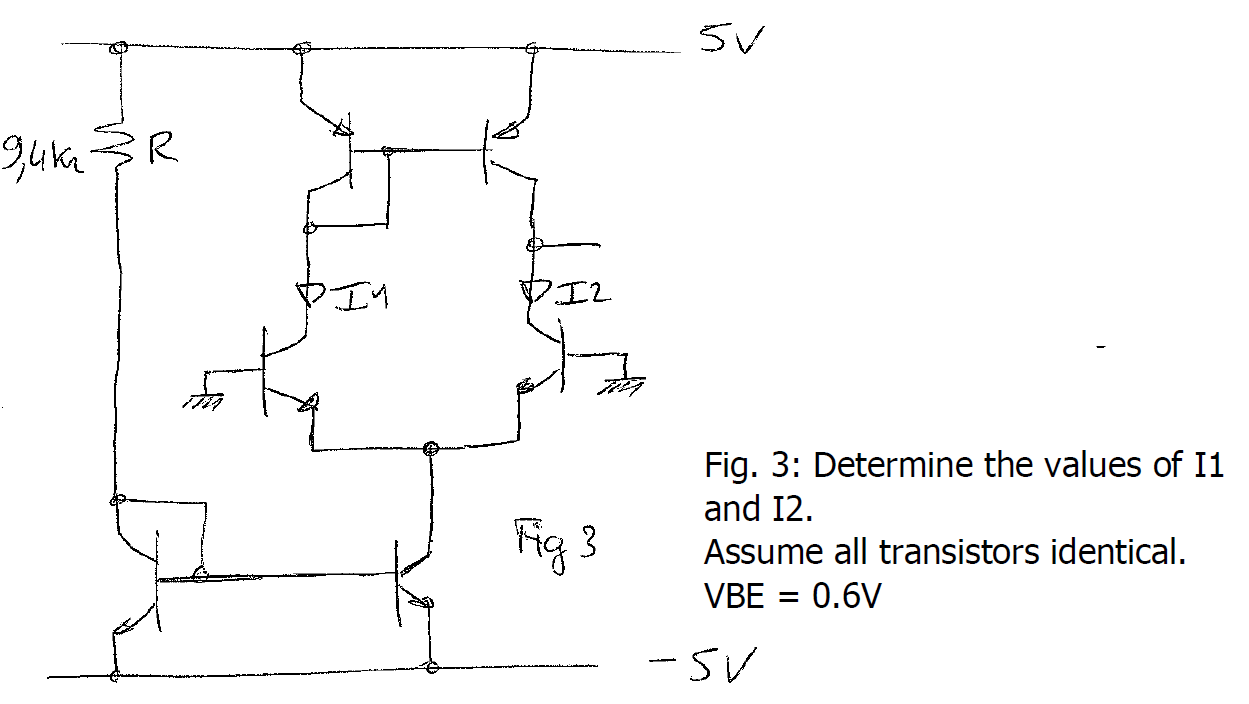 5V
9,4k R
I1 I2
Fig. 3: Determine the values of I1
and I2.
Fig 3
Assume all transistors identical.
VBE = 0.6V
-5V